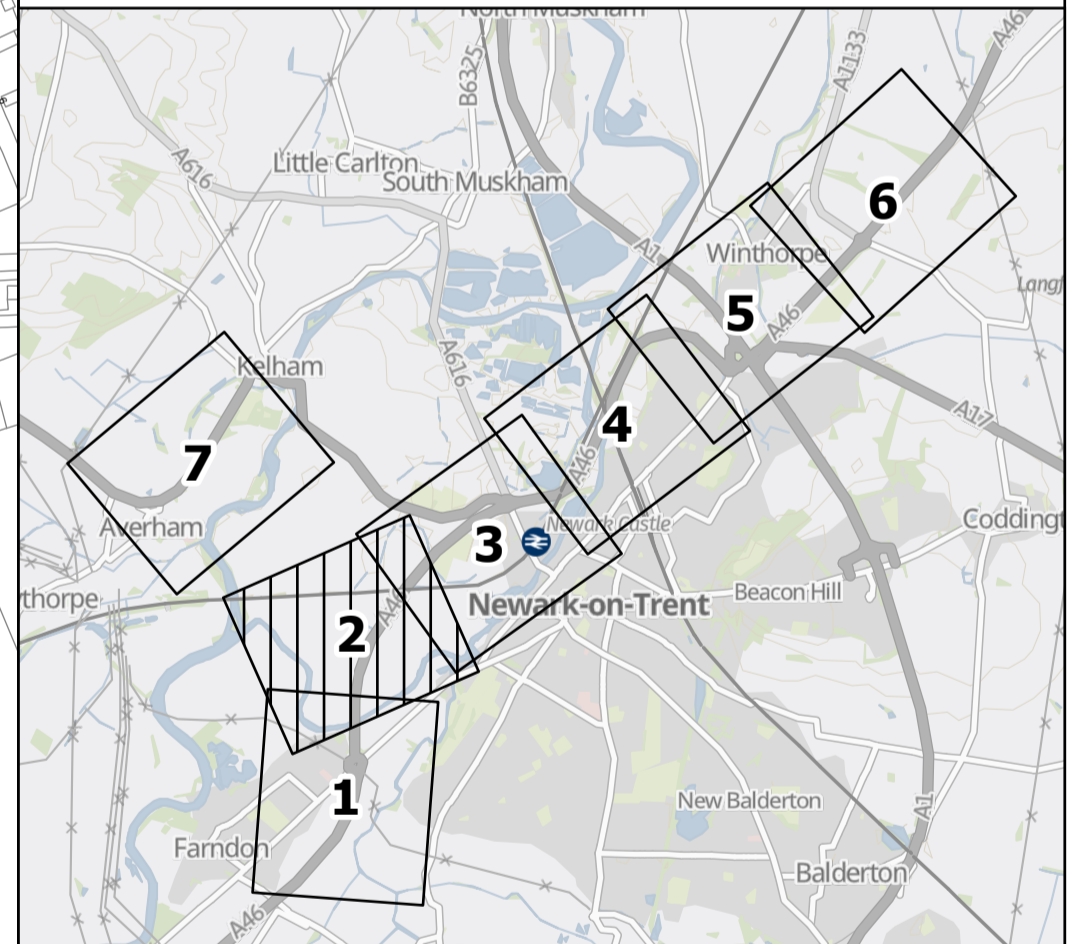 North Muskham
A46
A1133
B6325
A616
Little Carlton
South Muskham
6
A1
Winthorpe
5
A46
Kelham
A616
4
A17
7
A46
Averham
3
Newark Castle
Coddingt
thorpe
A46
Newark-on-Trent
Beacon Hill
2
1
New Balderton
A1
Farndon
Balderton
A46